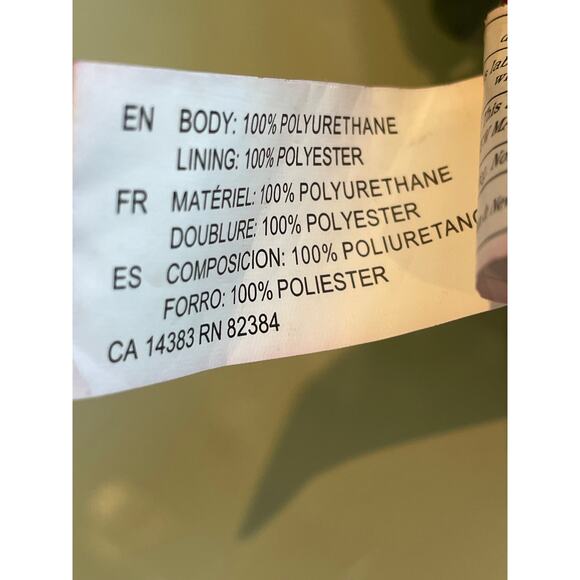 EN BODY: 100% POLYURETHANE
LINING: 100% POLYESTER
FR MATÉRIEL: 100% POLYURETHANE
DOUBLURE: 100% POLYESTER
ES COMPOSICION: 100% POLIURETANO
FORRO: 100% POLIESTER
CA 14383 RN 82384